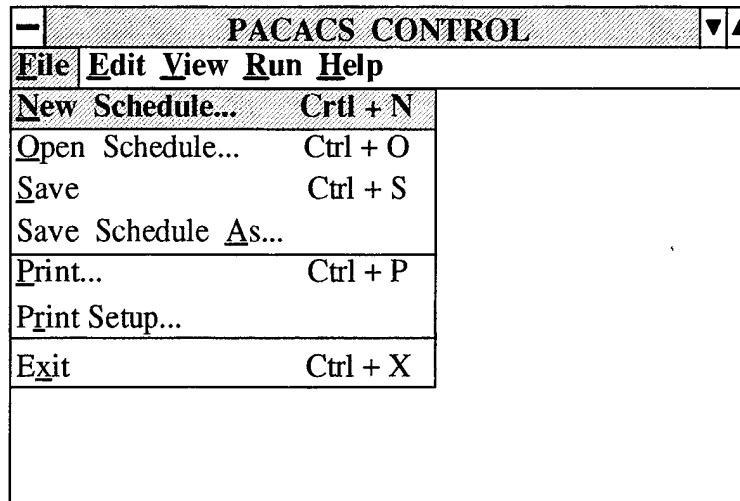 PACACS CONTROL
File Edit View Run Help
New Schedule... Crtl + N
Open Schedule... Ctrl + O
Save Ctrl + S
Save Schedule As...
Print... Ctrl + P
Print Setup...
Exit Ctrl + X